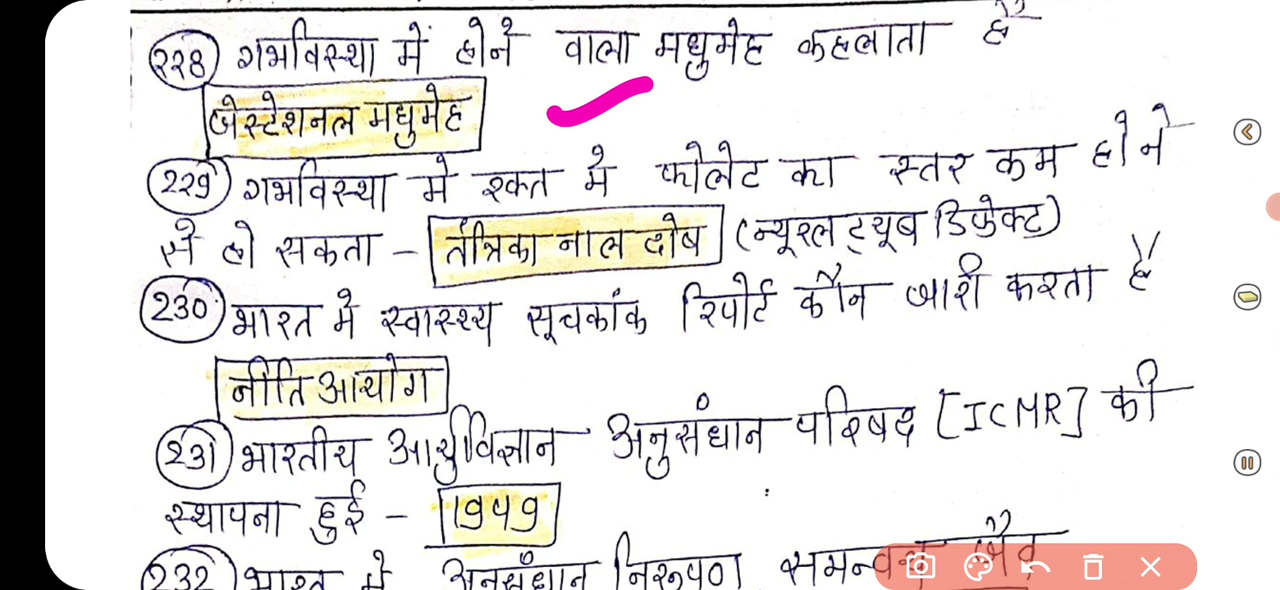 228 गर्भावस्था में होने वाला मधुमेह कहलाता है
जेस्टेशनल मधुमेह
229 गर्भावस्था मे रक्त मे फोलेट का स्तर कम होने
से हो सकता - तंत्रिका नाल दोष (न्यूरल ट्यूब डिफेक्ट)
230 भारत मे स्वास्थ्य सूचकांक रिपोर्ट कौन जारी करता है
नीति आयोग
231 भारतीय आर्युविज्ञान अनुसंधान परिषद [ICMR] की
स्थापना हुई - 1949
232 भारत मे अनुसंधान निरूपण समन्वय